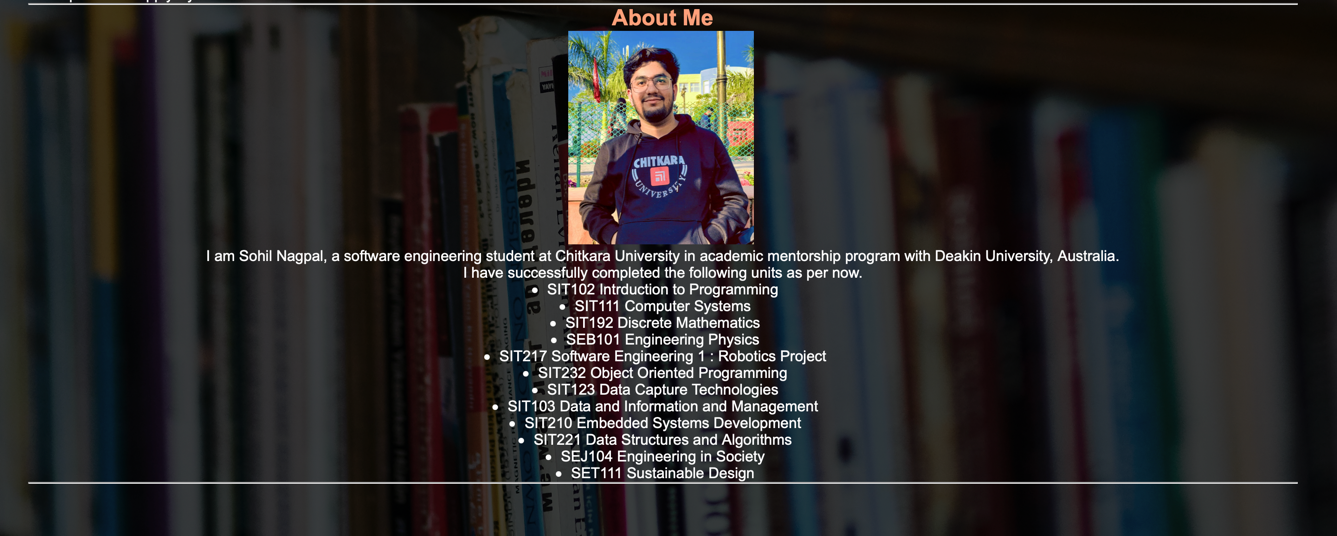 About Me
CHITKARA
UNIVERSITY
I am Sohil Nagpal, a software engineering student at Chitkara University in academic mentorship program with Deakin University, Australia.
I have successfully completed the following units as per now.
• SIT102 Intrduction to Programming
• SIT111 Computer Systems
• SIT192 Discrete Mathematics
• SEB101 Engineering Physics
• SIT217 Software Engineering 1 : Robotics Project
• SIT232 Object Oriented Programming
• SIT123 Data Capture Technologies
• SIT103 Data and Information and Management
• SIT210 Embedded Systems Development
• SIT221 Data Structures and Algorithms
• SEJ104 Engineering in Society
• SET111 Sustainable Design